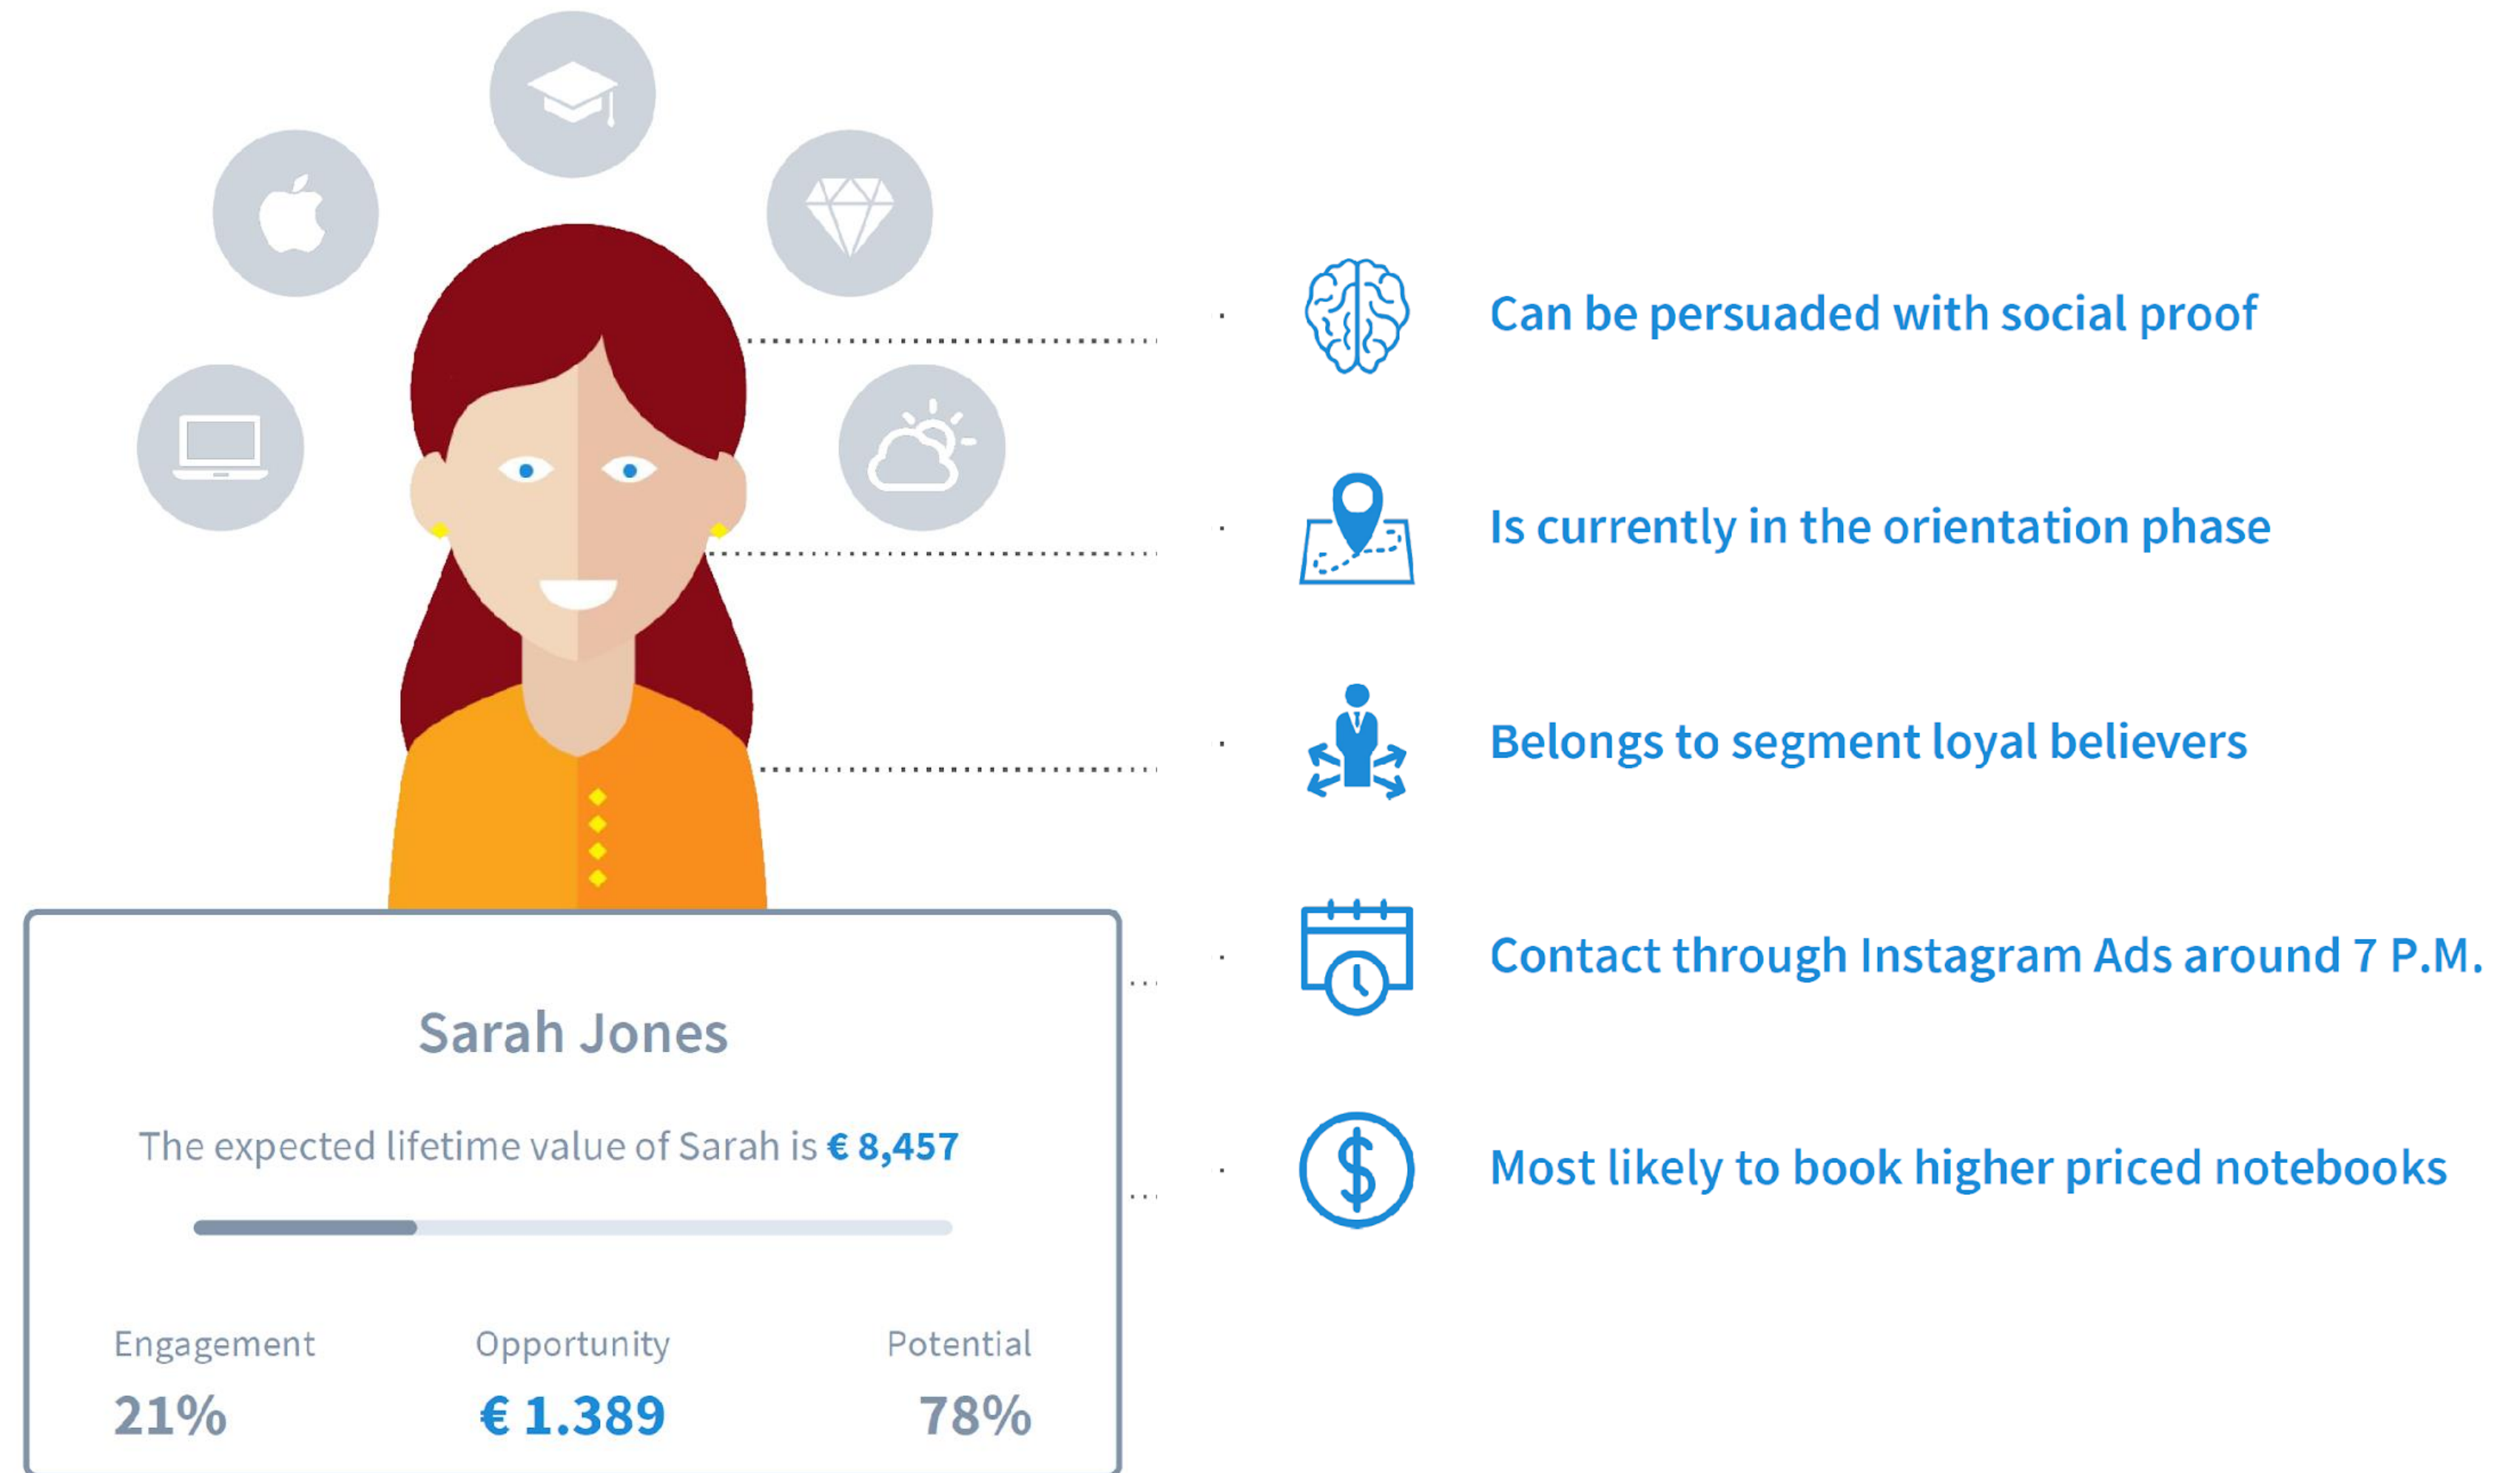 Can be persuaded with social proof
Is currently in the orientation phase
Belongs to segment loyal believers
Contact through Instagram Ads around 7 P.M.
Most likely to book higher priced notebooks
Sarah Jones
The expected lifetime value of Sarah is € 8,457
Engagement
21%
Opportunity
€ 1.389
Potential
78%